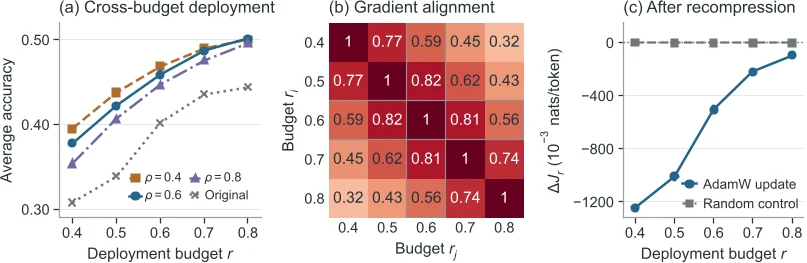 (a) Cross-budget deployment
Average accuracy
0.50
0.40
0.30
ρ=0.4
ρ=0.8
ρ=0.6
Original
0.4 0.5 0.6 0.7 0.8
Deployment budget r
(b) Gradient alignment
Budget rᵢ
0.4 1 0.77 0.59 0.45 0.32
0.5 0.77 1 0.82 0.62 0.43
0.6 0.59 0.82 1 0.81 0.56
0.7 0.45 0.62 0.81 1 0.74
0.8 0.32 0.43 0.56 0.74 1
0.4 0.5 0.6 0.7 0.8
Budget rⱼ
(c) After recompression
ΔJᵣ (10⁻³ nats/token)
0
−400
−800
−1200
AdamW update
Random control
0.4 0.5 0.6 0.7 0.8
Deployment budget r